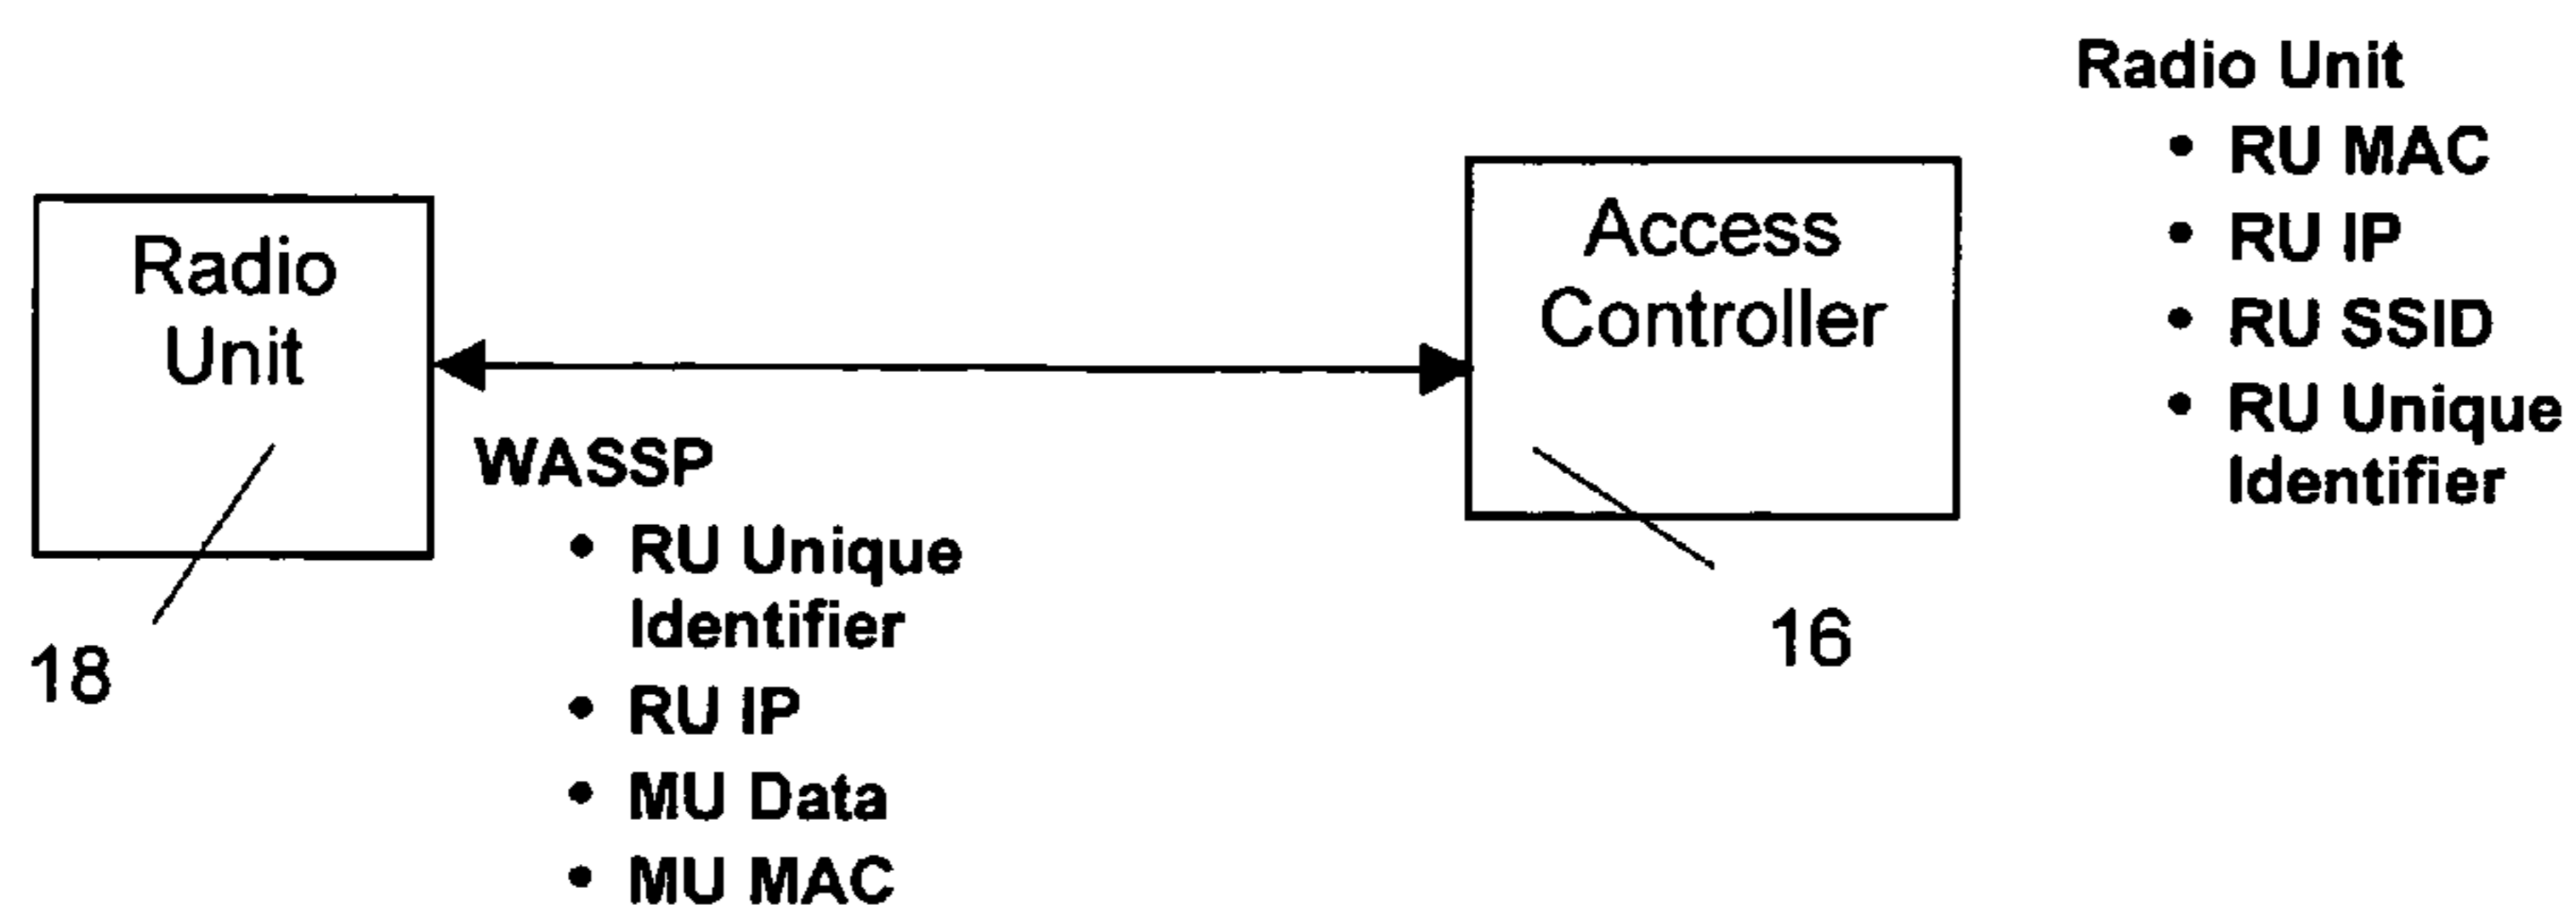 Radio
Unit
18
WASSP
• RU Unique
Identifier
• RU IP
• MU Data
• MU MAC
Access
Controller
16
Radio Unit
• RU MAC
• RU IP
• RU SSID
• RU Unique
Identifier